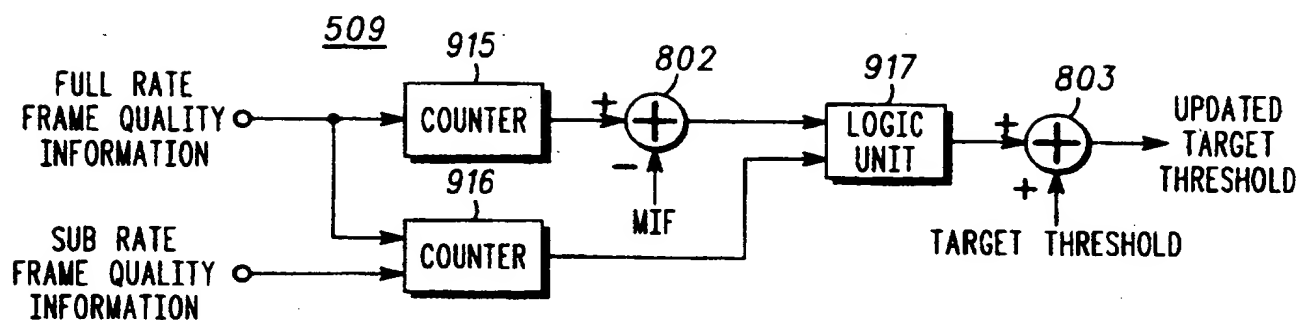 509
FULL RATE
FRAME QUALITY
INFORMATION
915
COUNTER
+
802
+
-
MIF
917
LOGIC
UNIT
+
803
+
+
UPDATED
TARGET
THRESHOLD
TARGET THRESHOLD
916
COUNTER
SUB RATE
FRAME QUALITY
INFORMATION